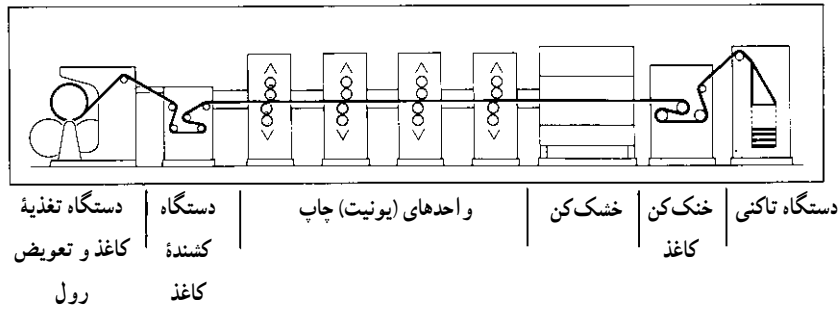 دستگاه تاکنی
خنک‌کن
کاغذ
خشک‌کن
واحدهای (یونیت) چاپ
دستگاه
کشندهٔ
کاغذ
دستگاه تغذیهٔ
کاغذ و تعویض
رول